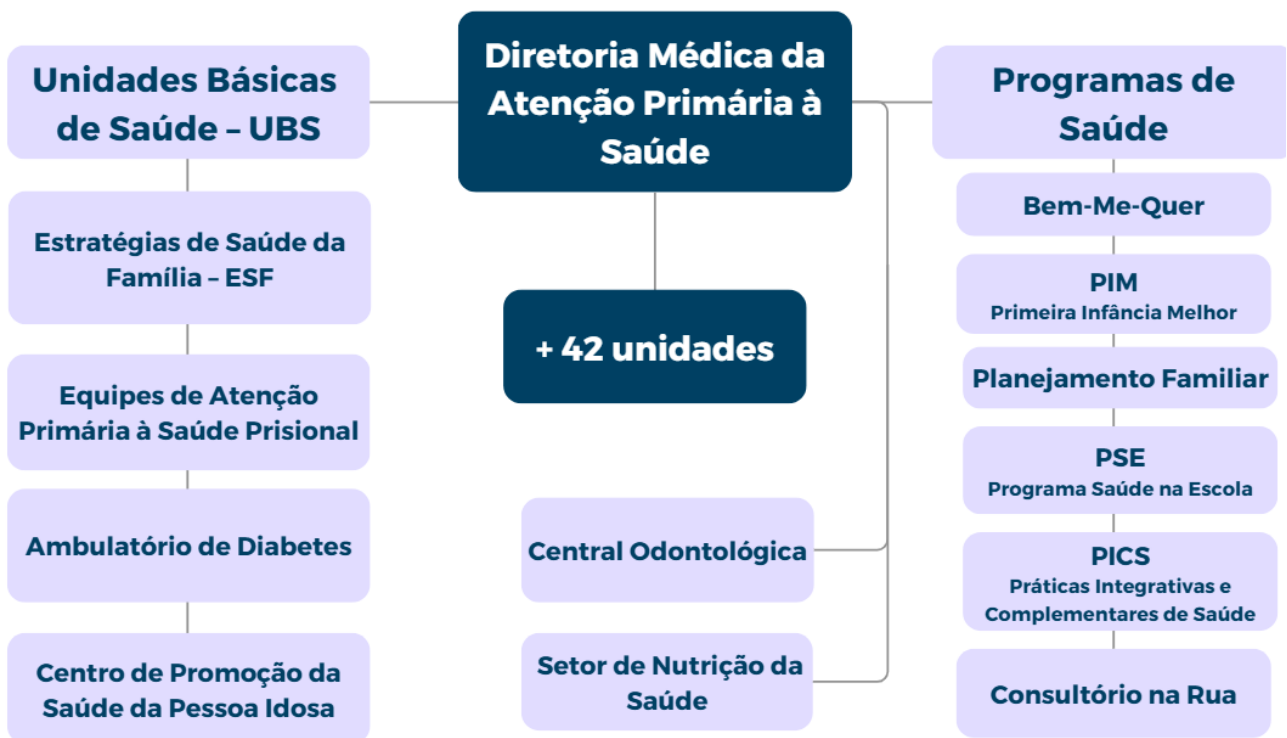 Unidades Básicas
de Saúde – UBS
Estratégias de Saúde da
Família – ESF
Equipes de Atenção
Primária à Saúde Prisional
Ambulatório de Diabetes
Centro de Promoção da
Saúde da Pessoa Idosa
Diretoria Médica da
Atenção Primária à
Saúde
+ 42 unidades
Central Odontológica
Setor de Nutrição da
Saúde
Programas de
Saúde
Bem-Me-Quer
PIM
Primeira Infância Melhor
Planejamento Familiar
PSE
Programa Saúde na Escola
PICS
Práticas Integrativas e
Complementares de Saúde
Consultório na Rua